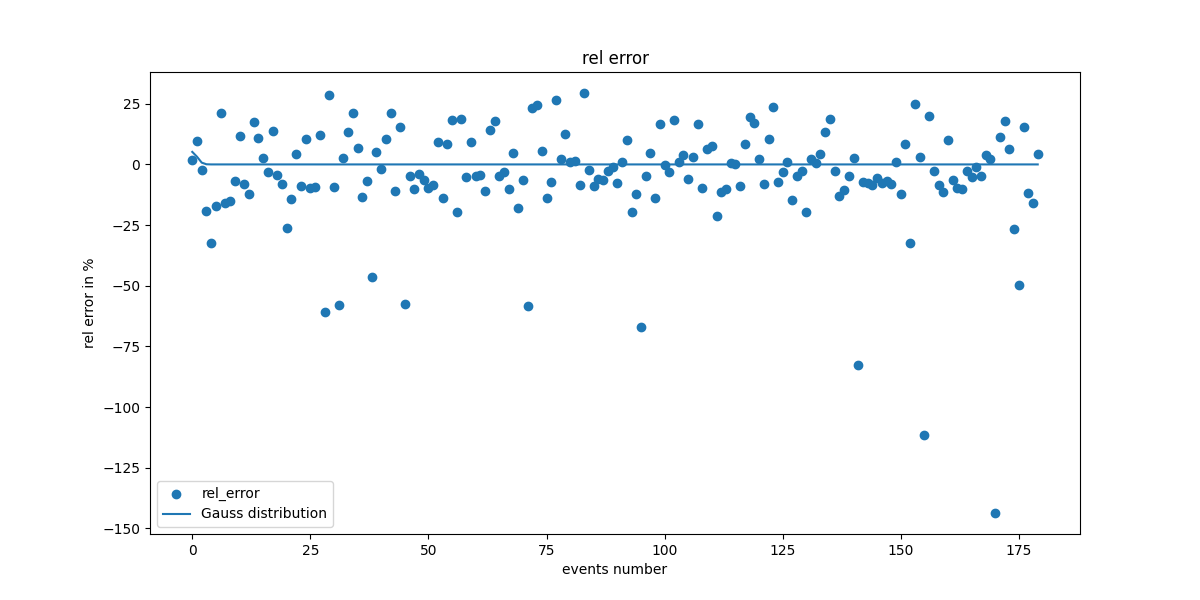 rel error
25
0
−25
−50
−75
−100
−125
−150
rel error in %
rel_error
Gauss distribution
0 25 50 75 100 125 150 175
events number